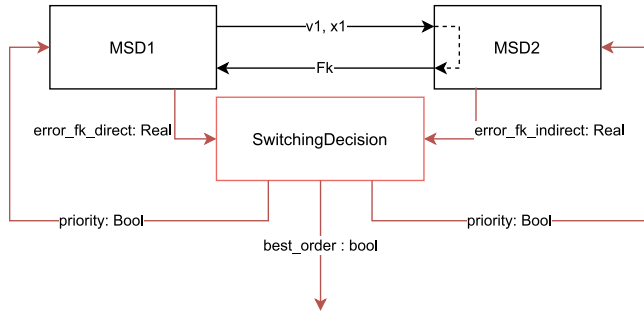 v1, x1
MSD1
MSD2
Fk
error_fk_direct: Real
error_fk_indirect: Real
SwitchingDecision
priority: Bool
priority: Bool
best_order : bool